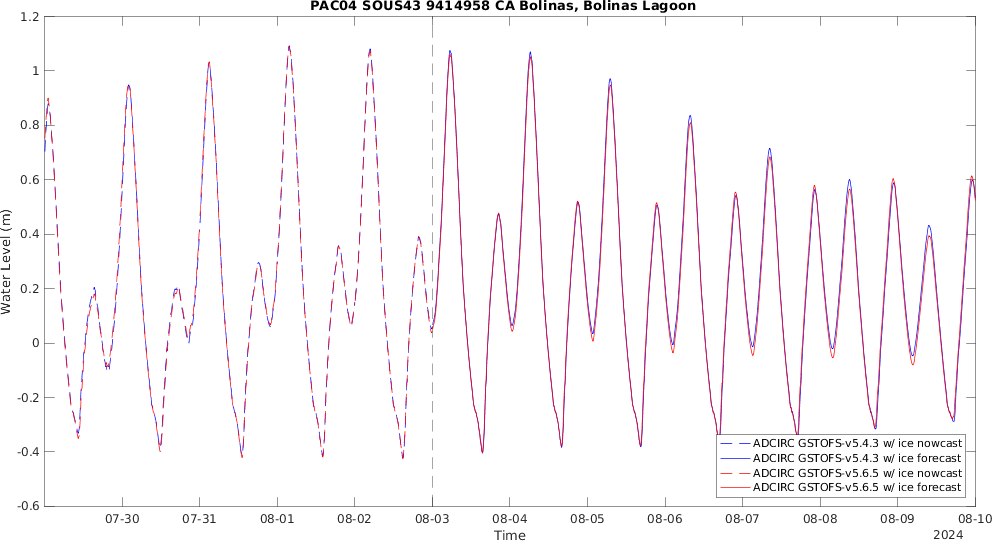 PAC04 SOUS43 9414958 CA Bolinas, Bolinas Lagoon
1.2
1
0.8
0.6
0.4
0.2
0
-0.2
-0.4
-0.6
Water Level (m)
07-30 07-31 08-01 08-02 08-03 08-04 08-05 08-06 08-07 08-08 08-09 08-10
Time
2024
ADCIRC GSTOFS-v5.4.3 w/ ice nowcast
ADCIRC GSTOFS-v5.4.3 w/ ice forecast
ADCIRC GSTOFS-v5.6.5 w/ ice nowcast
ADCIRC GSTOFS-v5.6.5 w/ ice forecast